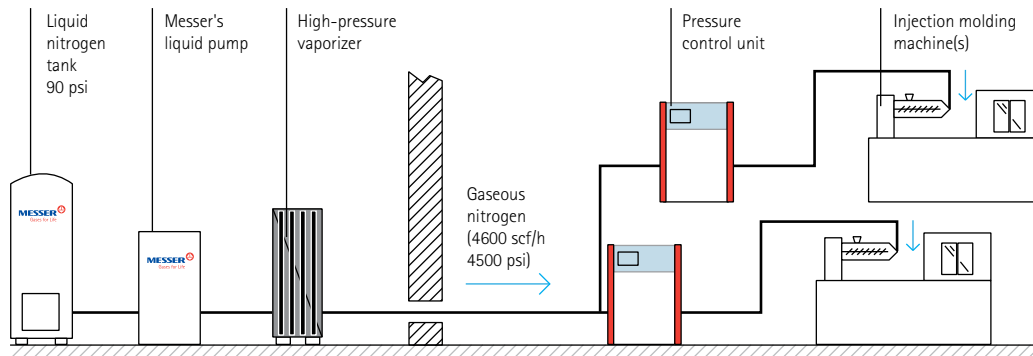 Liquid
nitrogen
tank
90 psi
Messer's
liquid pump
High-pressure
vaporizer
Pressure
control unit
Injection molding
machine(s)
MESSER
Gases for Life
MESSER
Gases for Life
Gaseous
nitrogen
(4600 scf/h
4500 psi)